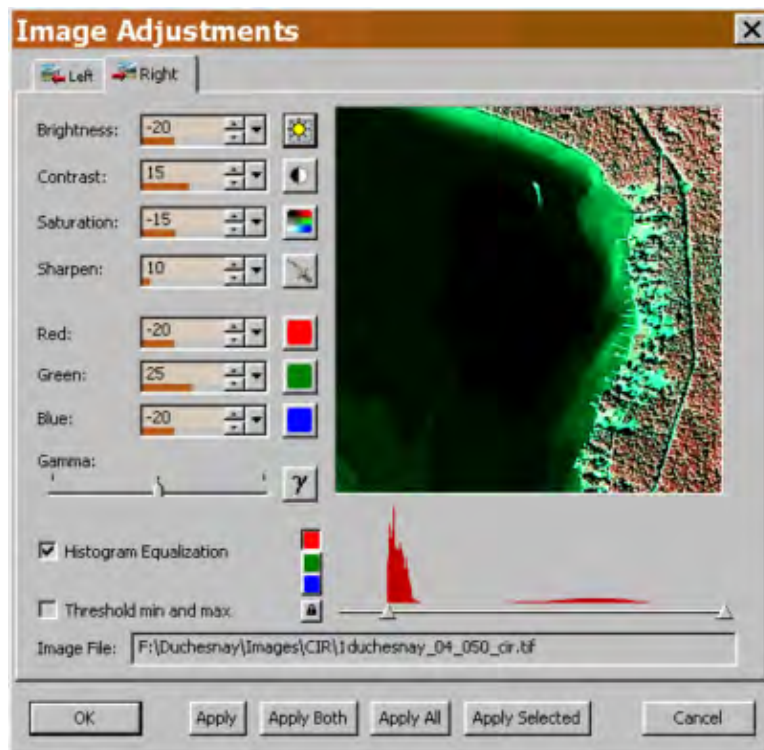 Image Adjustments
Left Right
Brightness: -20
Contrast: 15
Saturation: -15
Sharpen: 10
Red: -20
Green: 25
Blue: -20
Gamma:
γ
Histogram Equalization
Threshold min and max
Image File: F:\Duchesnay\Images\CIR\1duchesnay_04_050_cir.tif
OK Apply Apply Both Apply All Apply Selected Cancel